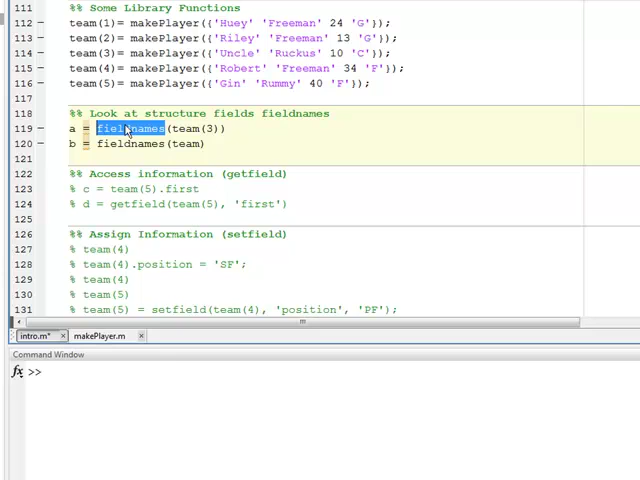 111 %% Some Library Functions
112 – team(1)= makePlayer({'Huey' 'Freeman' 24 'G'});
113 – team(2)= makePlayer({'Riley' 'Freeman' 13 'G'});
114 – team(3)= makePlayer({'Uncle' 'Ruckus' 10 'C'});
115 – team(4)= makePlayer({'Robert' 'Freeman' 34 'F'});
116 – team(5)= makePlayer({'Gin' 'Rummy' 40 'F'});
117
118 %% Look at structure fields fieldnames
119 – a = fieldnames(team(3))
120 – b = fieldnames(team)
121
122 %% Access information (getfield)
123 % c = team(5).first
124 % d = getfield(team(5), 'first')
125
126 %% Assign Information (setfield)
127 % team(4)
128 % team(4).position = 'SF';
129 % team(4)
130 % team(5)
131 % team(5) = setfield(team(4), 'position', 'PF');
intro.m* × makePlayer.m ×
Command Window
fx >>